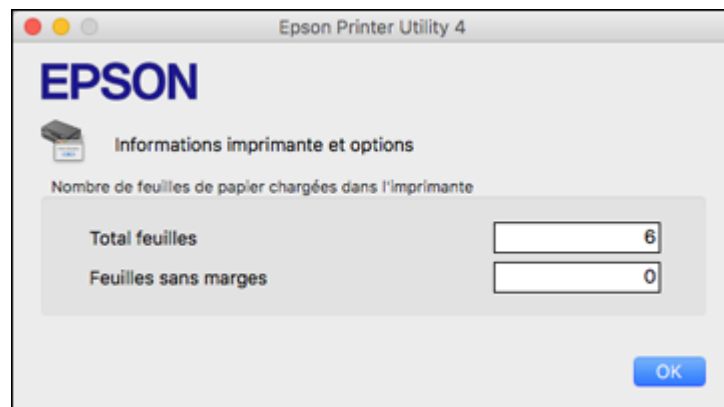 Epson Printer Utility 4
EPSON
Informations imprimante et options
Nombre de feuilles de papier chargées dans l'imprimante
Total feuilles 6
Feuilles sans marges 0
OK